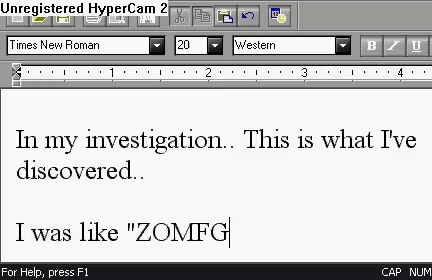 Unregistered HyperCam 2
Times New Roman 20 Western B I U
1 2 3 4
In my investigation.. This is what I've
discovered..
I was like "ZOMFG
For Help, press F1 CAP NUM